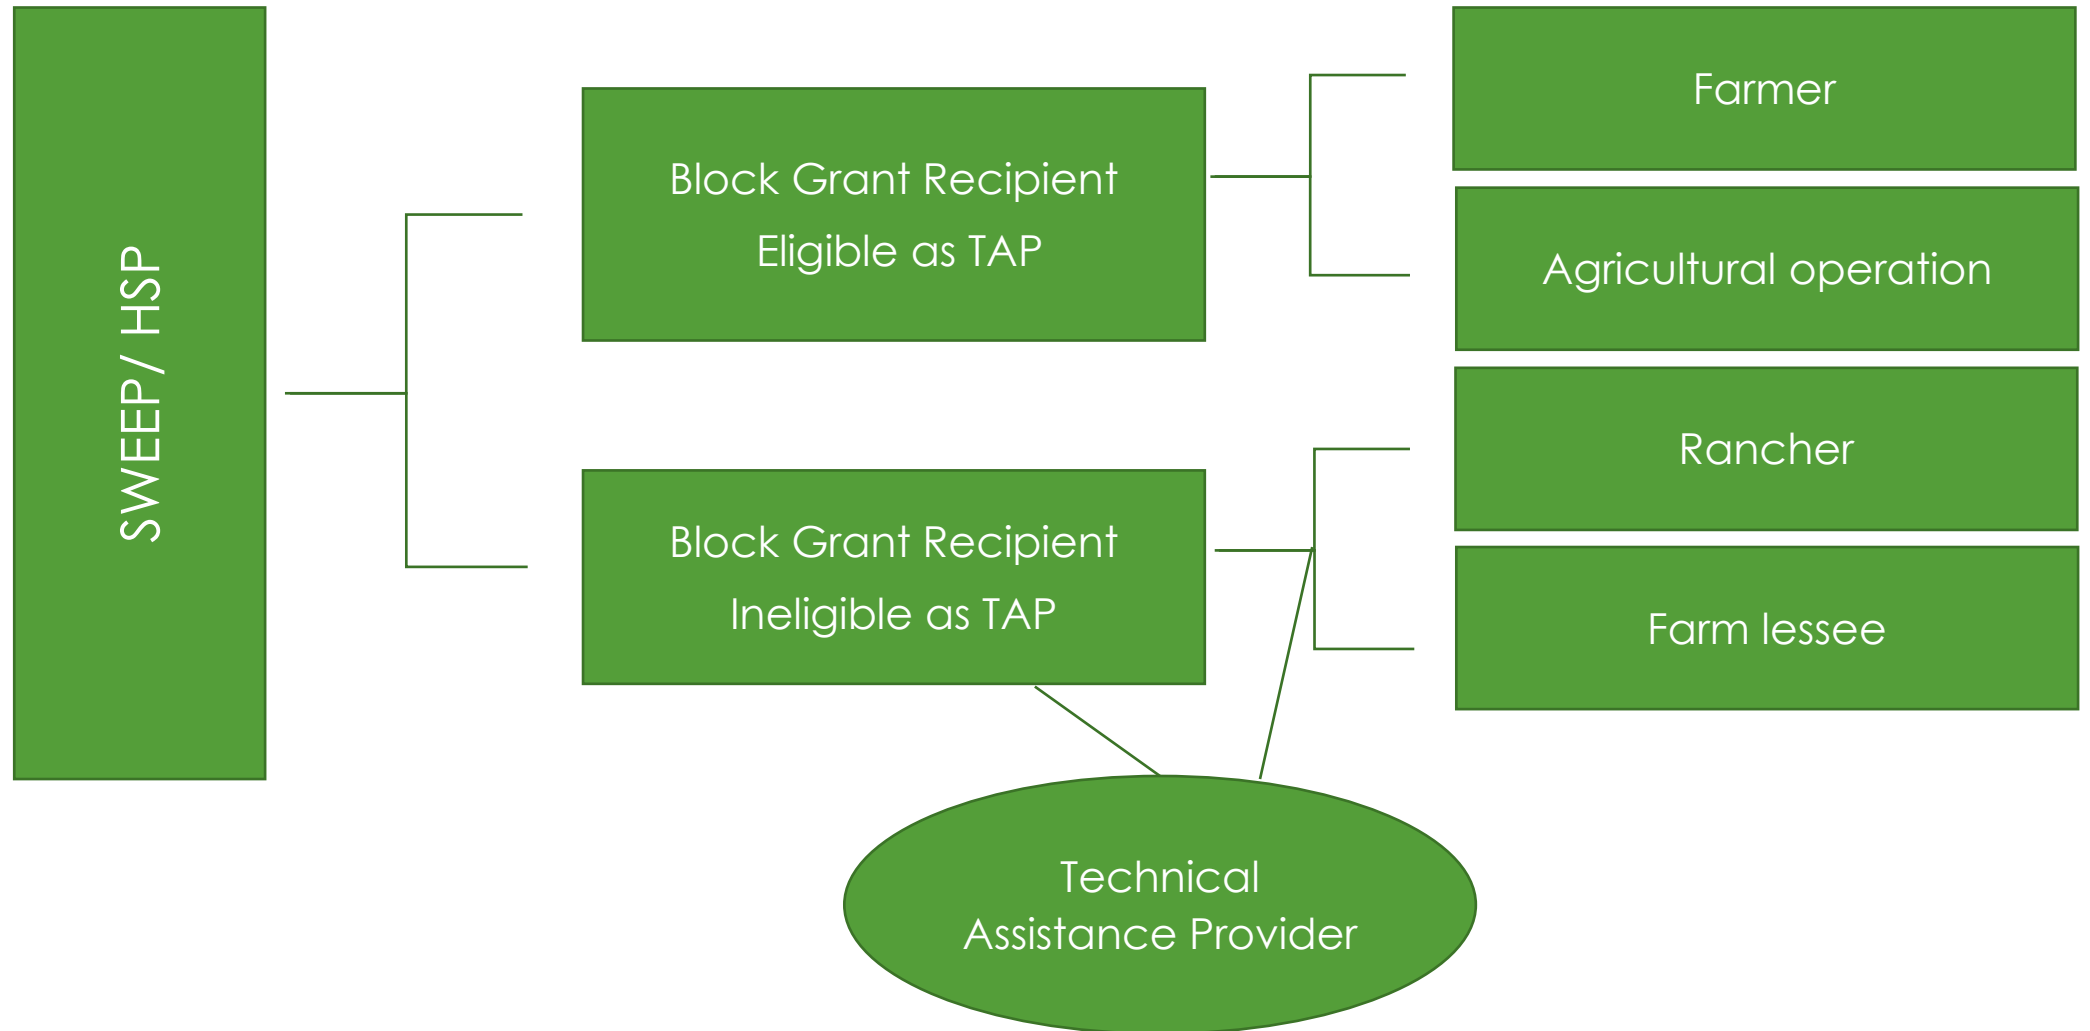 SWEEP/ HSP
Block Grant Recipient
Eligible as TAP
Block Grant Recipient
Ineligible as TAP
Farmer
Agricultural operation
Rancher
Farm lessee
Technical
Assistance Provider